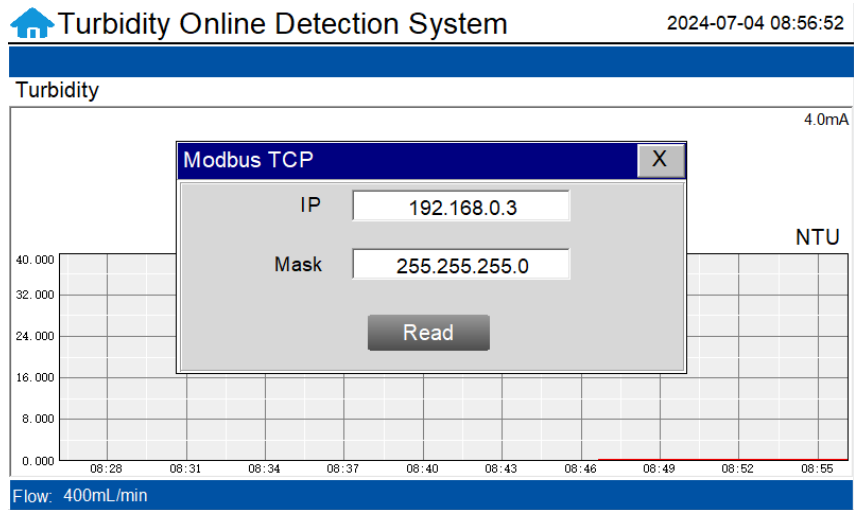 Turbidity Online Detection System 2024-07-04 08:56:52
Turbidity
4.0mA
Modbus TCP X
IP 192.168.0.3
Mask 255.255.255.0
Read
NTU
40.000
32.000
24.000
16.000
8.000
0.000
08:28 08:31 08:34 08:37 08:40 08:43 08:46 08:49 08:52 08:55
Flow: 400mL/min